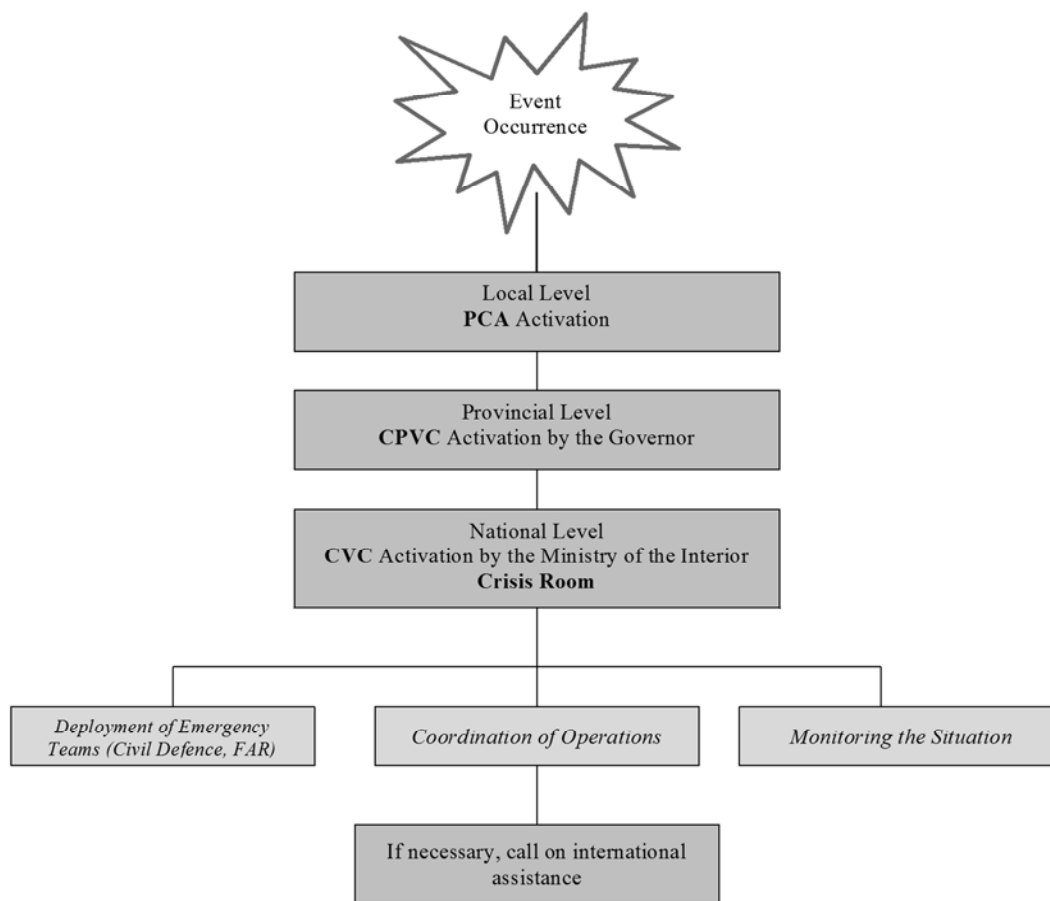 Event
Occurrence
Local Level
PCA Activation
Provincial Level
CPVC Activation by the Governor
National Level
CVC Activation by the Ministry of the Interior
Crisis Room
Deployment of Emergency
Teams (Civil Defence, FAR)
Coordination of Operations
Monitoring the Situation
If necessary, call on international
assistance